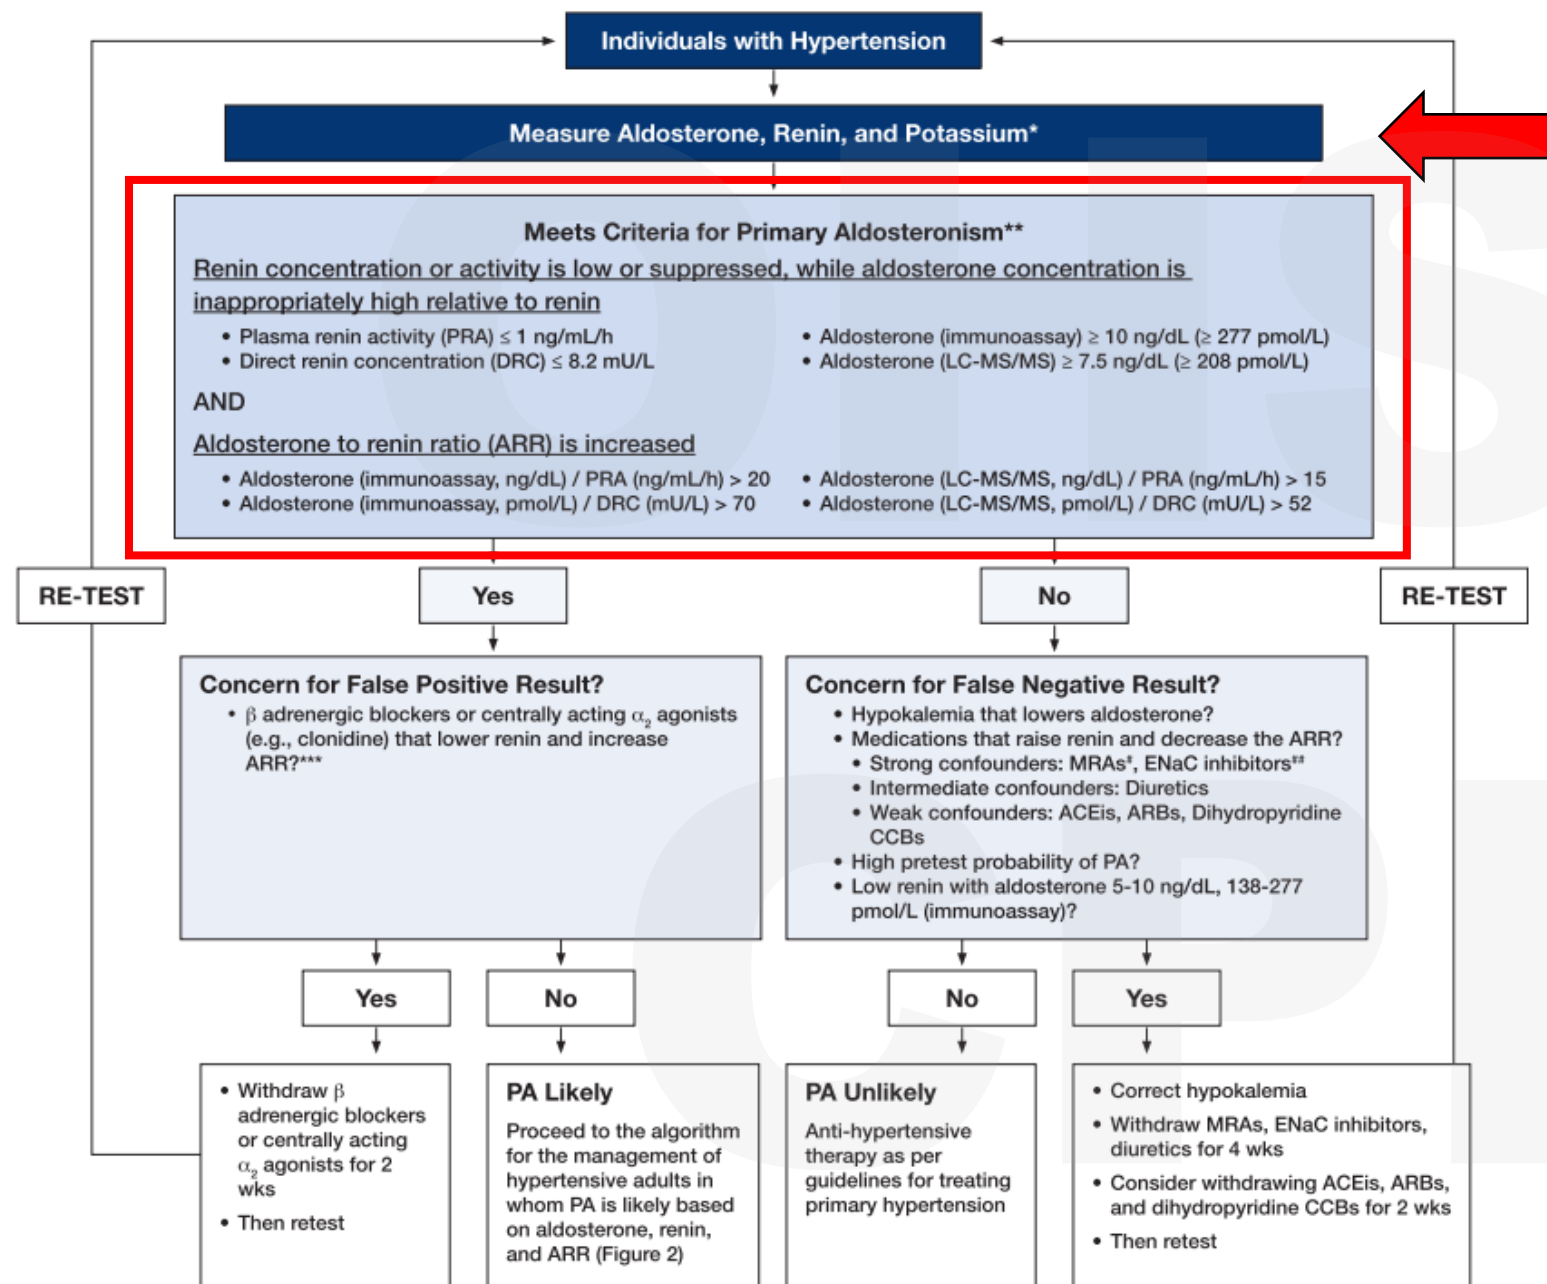 Individuals with Hypertension
Measure Aldosterone, Renin, and Potassium*
Meets Criteria for Primary Aldosteronism**
Renin concentration or activity is low or suppressed, while aldosterone concentration is
inappropriately high relative to renin
• Plasma renin activity (PRA) ≤ 1 ng/mL/h
• Direct renin concentration (DRC) ≤ 8.2 mU/L
• Aldosterone (immunoassay) ≥ 10 ng/dL (≥ 277 pmol/L)
• Aldosterone (LC-MS/MS) ≥ 7.5 ng/dL (≥ 208 pmol/L)
AND
Aldosterone to renin ratio (ARR) is increased
• Aldosterone (immunoassay, ng/dL) / PRA (ng/mL/h) > 20
• Aldosterone (immunoassay, pmol/L) / DRC (mU/L) > 70
• Aldosterone (LC-MS/MS, ng/dL) / PRA (ng/mL/h) > 15
• Aldosterone (LC-MS/MS, pmol/L) / DRC (mU/L) > 52
RE-TEST
Yes
No
RE-TEST
Concern for False Positive Result?
• β adrenergic blockers or centrally acting α₂ agonists
(e.g., clonidine) that lower renin and increase
ARR?***
Concern for False Negative Result?
• Hypokalemia that lowers aldosterone?
• Medications that raise renin and decrease the ARR?
• Strong confounders: MRAs‡, ENaC inhibitors‡‡
• Intermediate confounders: Diuretics
• Weak confounders: ACEis, ARBs, Dihydropyridine
CCBs
• High pretest probability of PA?
• Low renin with aldosterone 5-10 ng/dL, 138-277
pmol/L (immunoassay)?
Yes
No
No
Yes
• Withdraw β
adrenergic blockers
or centrally acting
α₂ agonists for 2
wks
• Then retest
PA Likely
Proceed to the algorithm
for the management of
hypertensive adults in
whom PA is likely based
on aldosterone, renin,
and ARR (Figure 2)
PA Unlikely
Anti-hypertensive
therapy as per
guidelines for treating
primary hypertension
• Correct hypokalemia
• Withdraw MRAs, ENaC inhibitors,
diuretics for 4 wks
• Consider withdrawing ACEis, ARBs,
and dihydropyridine CCBs for 2 wks
• Then retest